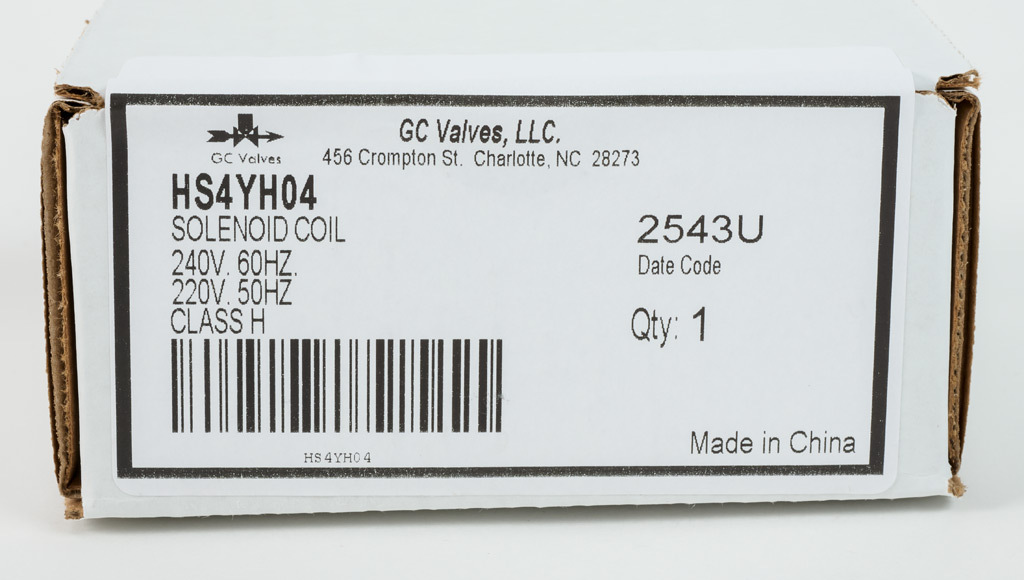 GC Valves
GC Valves, LLC.
456 Crompton St. Charlotte, NC 28273
HS4YH04
SOLENOID COIL
240V. 60HZ.
220V. 50HZ
CLASS H
HS4YH04
2543U
Date Code
Qty: 1
Made in China